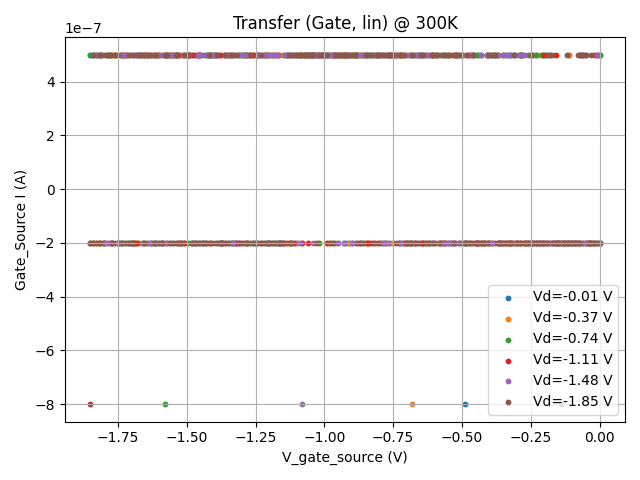 Transfer (Gate, lin) @ 300K
1e−7
4
2
0
−2
−4
−6
−8
Gate_Source I (A)
−1.75
−1.50
−1.25
−1.00
−0.75
−0.50
−0.25
0.00
V_gate_source (V)
Vd=-0.01 V
Vd=-0.37 V
Vd=-0.74 V
Vd=-1.11 V
Vd=-1.48 V
Vd=-1.85 V